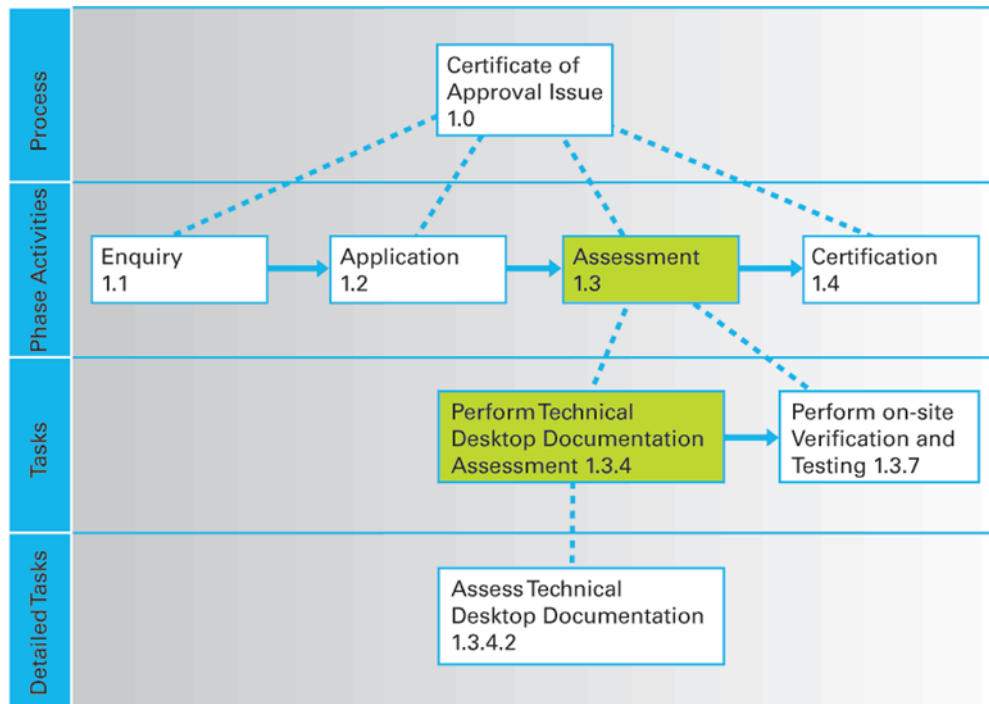 Process
Certificate of
Approval Issue
1.0
Phase Activities
Enquiry
1.1
Application
1.2
Assessment
1.3
Certification
1.4
Tasks
Perform Technical
Desktop Documentation
Assessment 1.3.4
Perform on-site
Verification and
Testing 1.3.7
Detailed Tasks
Assess Technical
Desktop Documentation
1.3.4.2